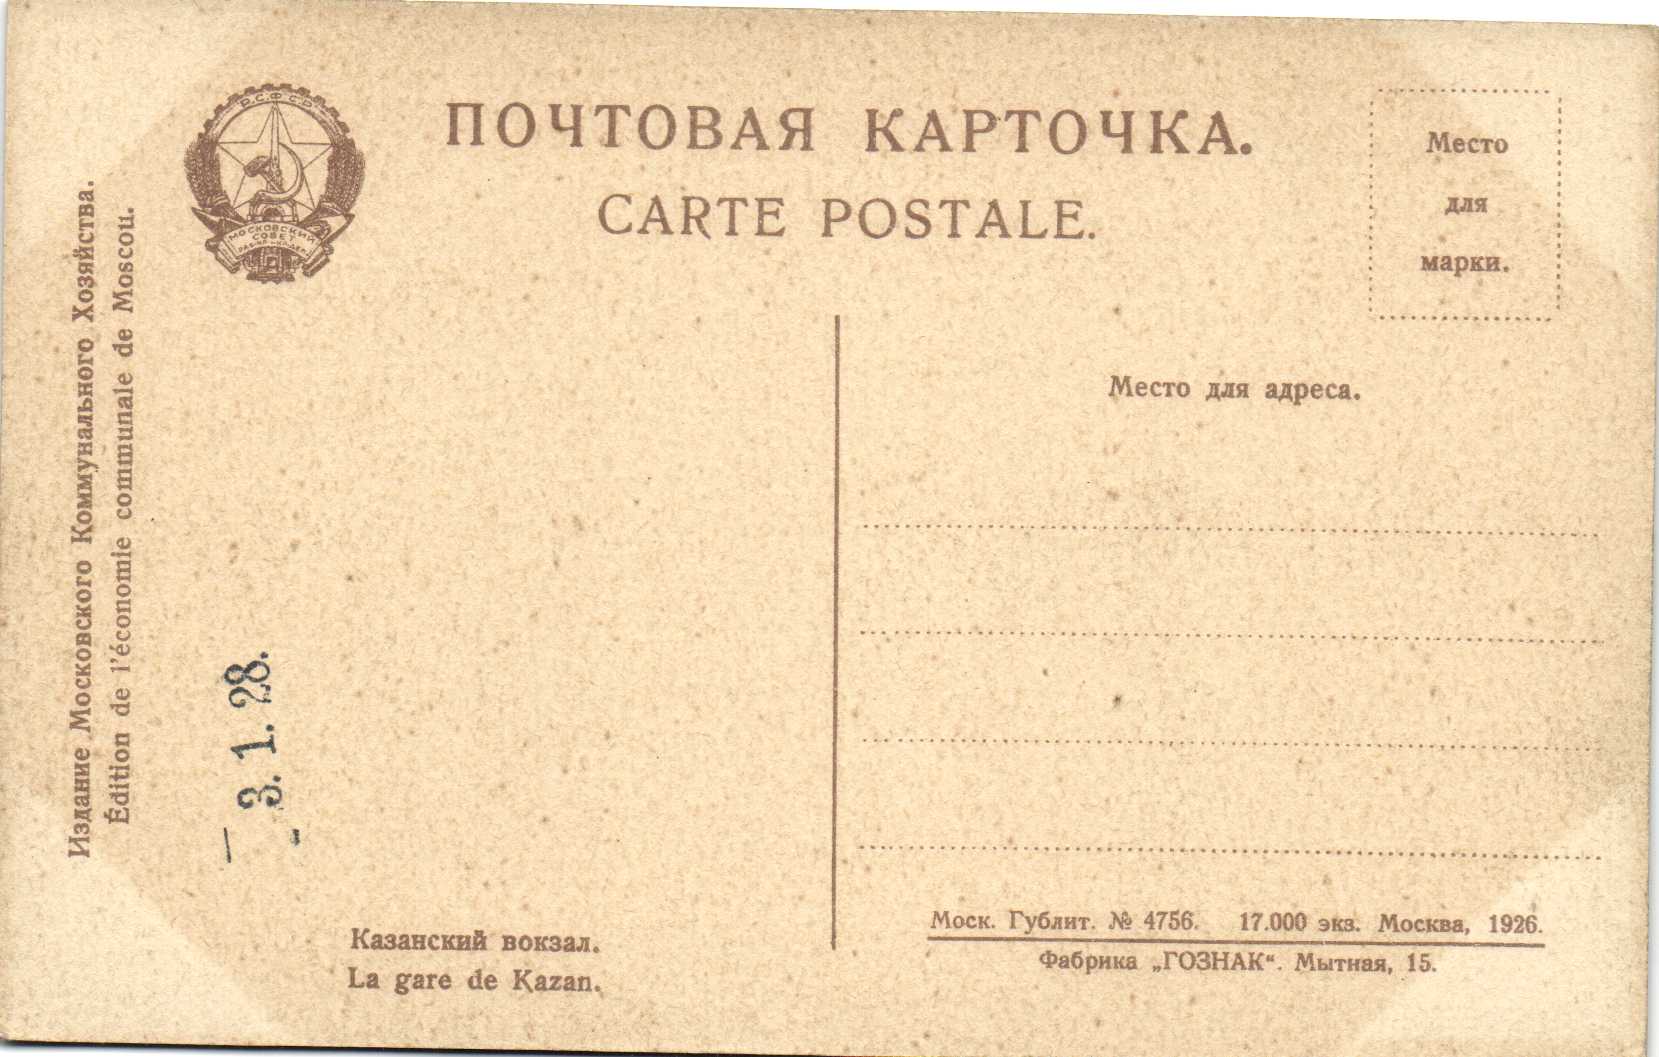 Р.С.Ф.С.Р.
МОСКОВСКИЙ
СОВЕТ
ПОЧТОВАЯ КАРТОЧКА.
CARTE POSTALE.
Место
для
марки.
Издание Московского Коммунального Хозяйства.
Édition de l'économie communale de Moscou.
3. 1. 28.
Место для адреса.
Казанский вокзал.
La gare de Kazan.
Моск. Гублит. № 4756. 17.000 экз. Москва, 1926.
Фабрика „ГОЗНАК“. Мытная, 15.